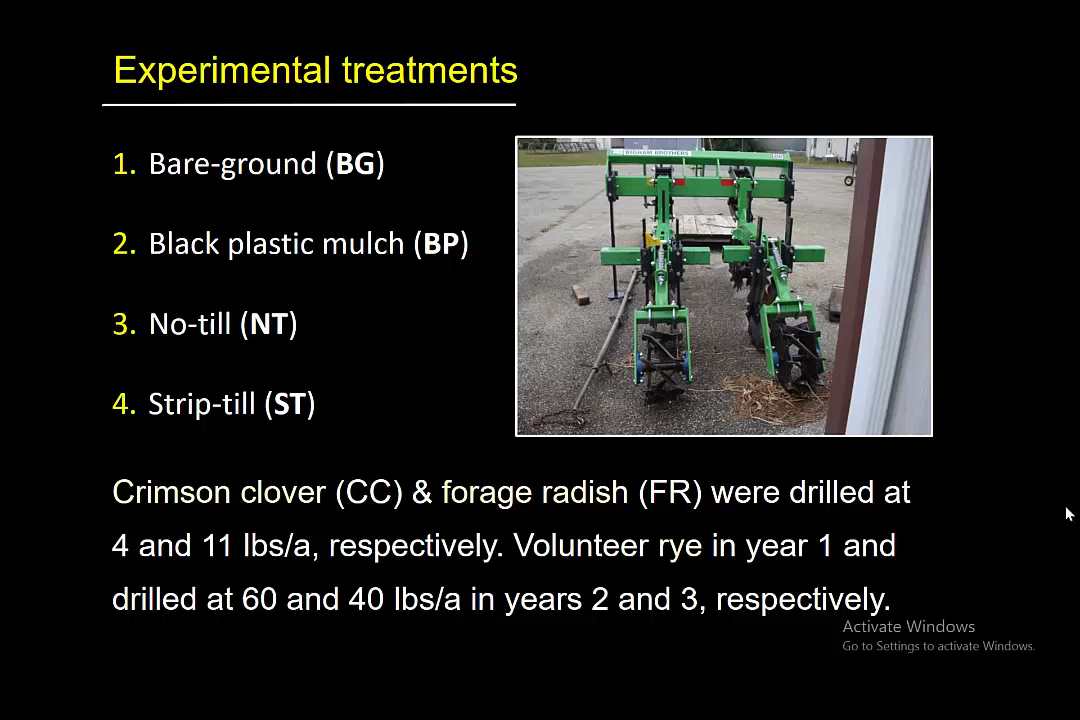 Experimental treatments
1. Bare-ground (BG)
2. Black plastic mulch (BP)
3. No-till (NT)
4. Strip-till (ST)
BIGHAM BROTHERS
Crimson clover (CC) & forage radish (FR) were drilled at
4 and 11 lbs/a, respectively. Volunteer rye in year 1 and
drilled at 60 and 40 lbs/a in years 2 and 3, respectively.
Activate Windows
Go to Settings to activate Windows.